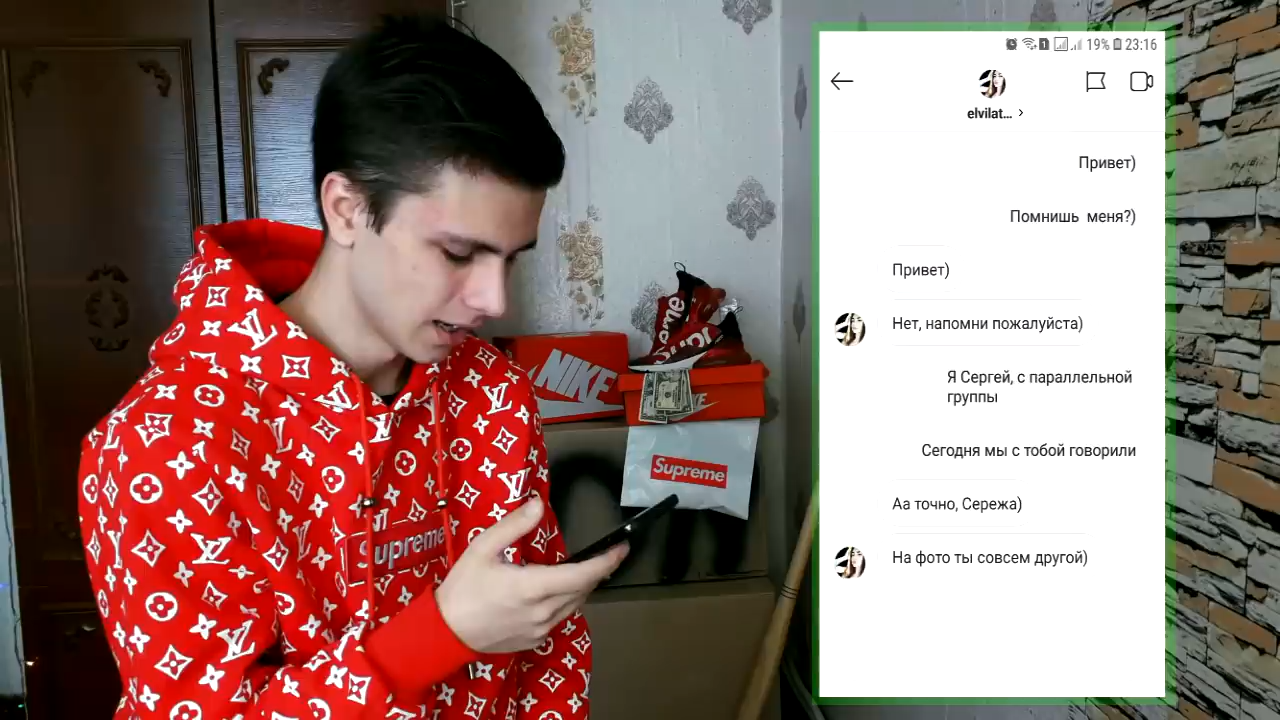 19% 23:16
elvilat... >
Привет)
Помнишь меня?)
Привет)
Нет, напомни пожалуйста)
Я Сергей, с параллельной
группы
Сегодня мы с тобой говорили
Аа точно, Сережа)
На фото ты совсем другой)
NIKE
Supreme
Supreme